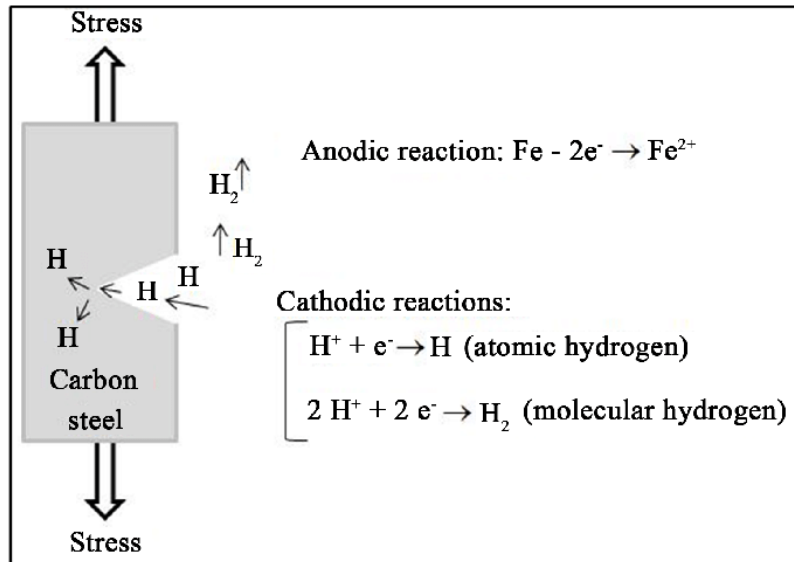 Stress
Anodic reaction: Fe - 2e⁻ → Fe²⁺
H₂↑
↑H₂
H
H
H
H
Cathodic reactions:
H⁺ + e⁻→H (atomic hydrogen)
Carbon
steel
2 H⁺ + 2 e⁻→ H₂ (molecular hydrogen)
Stress